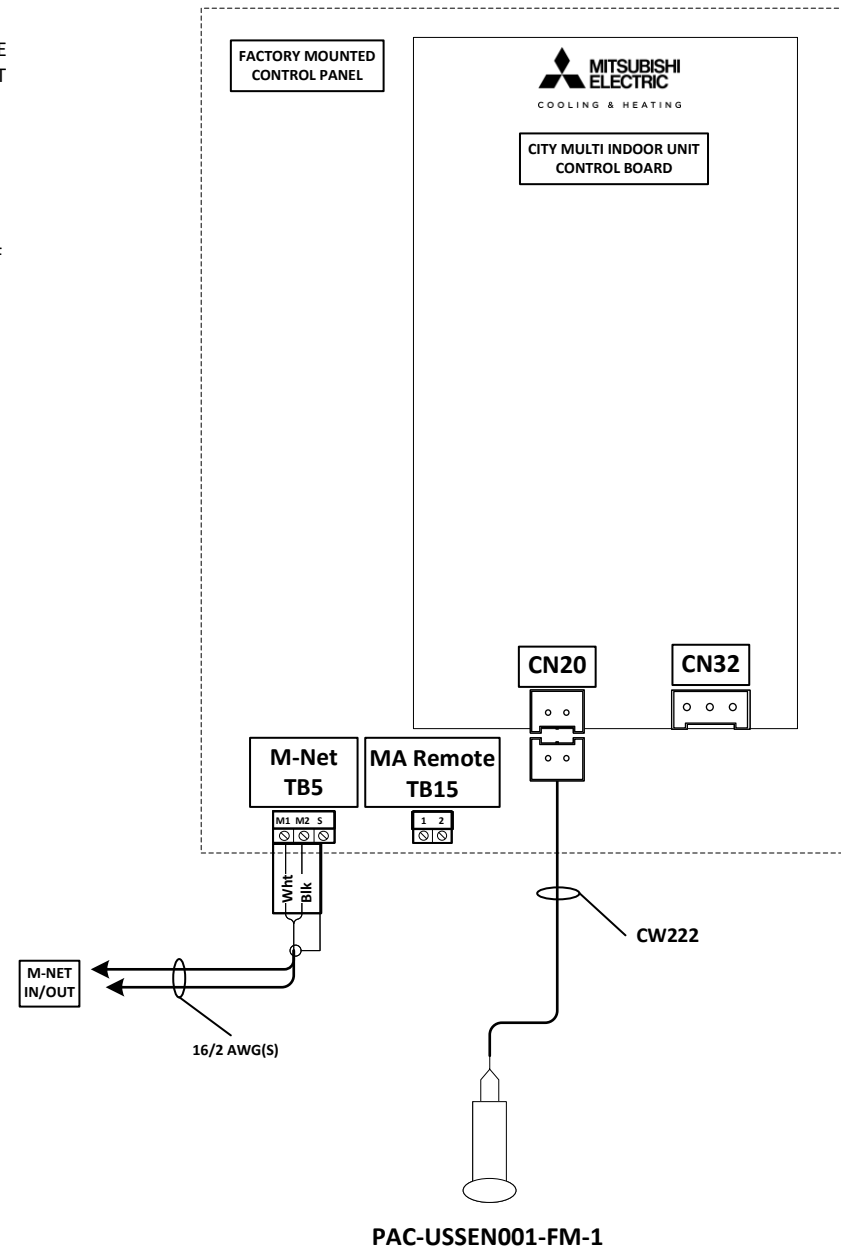 E
T
FACTORY MOUNTED
CONTROL PANEL
MITSUBISHI
ELECTRIC
COOLING & HEATING
CITY MULTI INDOOR UNIT
CONTROL BOARD
CN20
CN32
M-Net
TB5
MA Remote
TB15
M1 M2 S
1 2
Wht
Blk
CW222
M-NET
IN/OUT
16/2 AWG(S)
PAC-USSEN001-FM-1